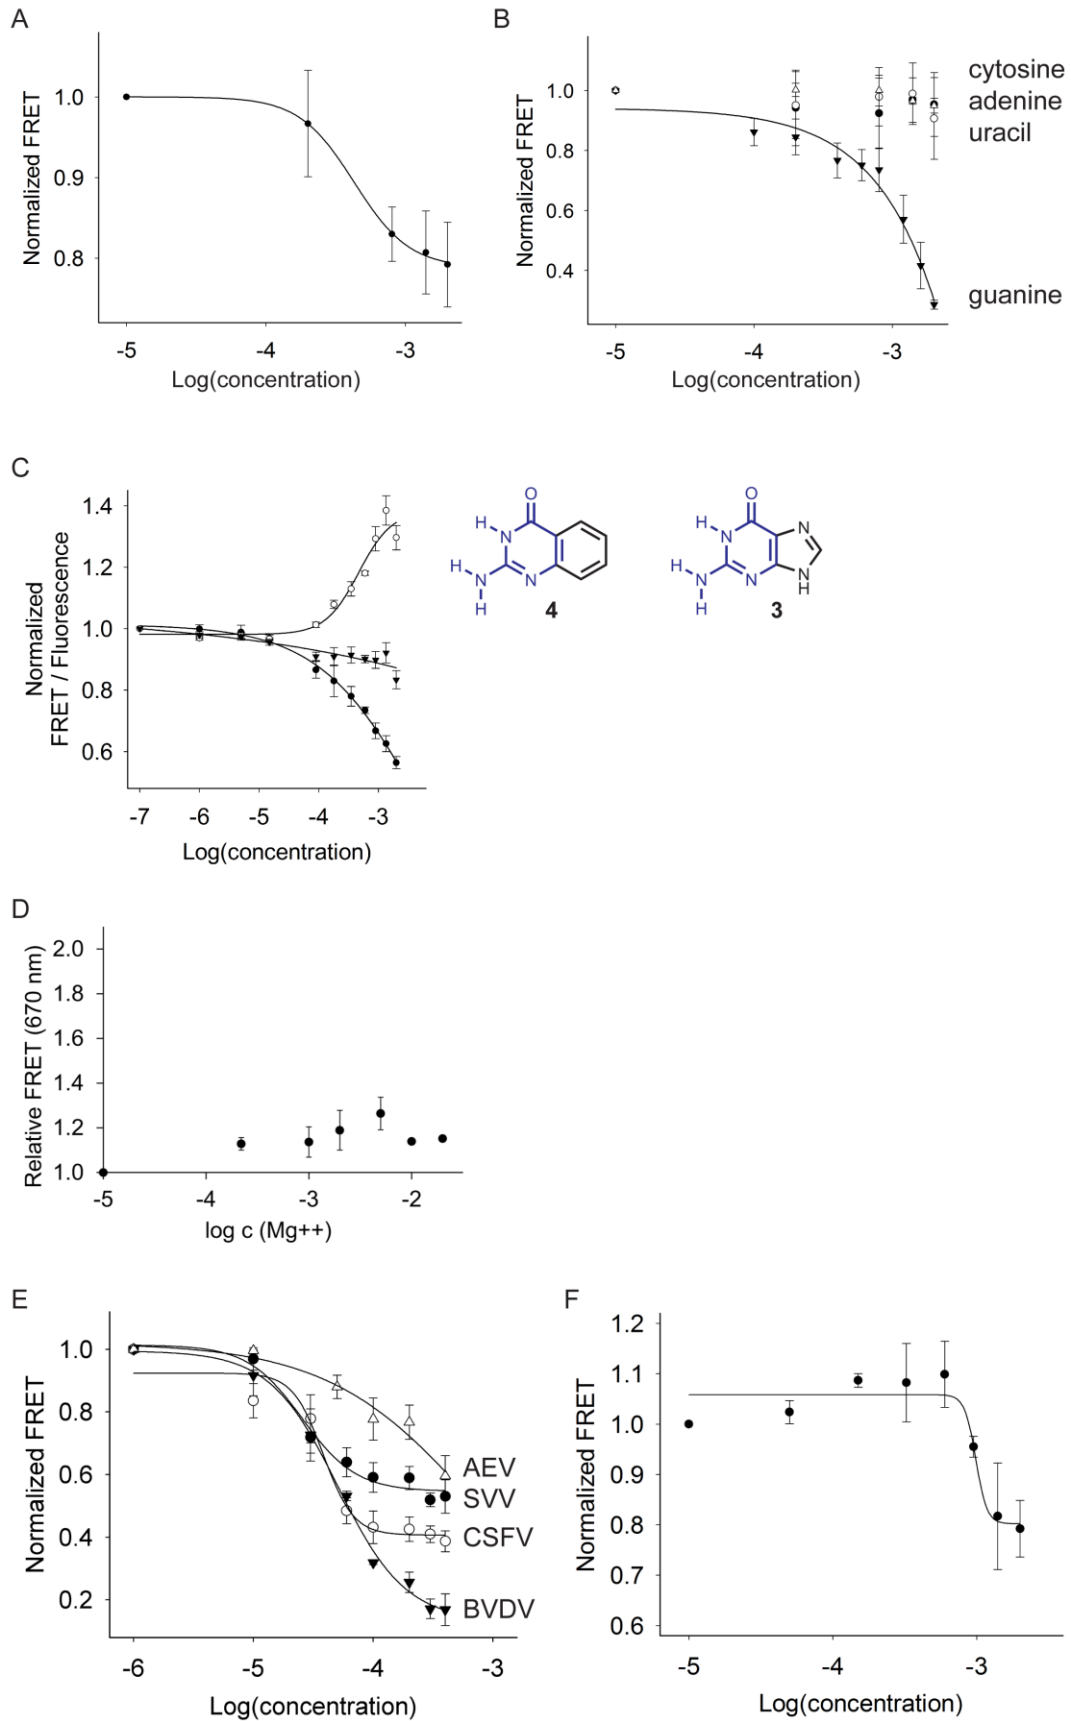 A
Normalized FRET
1.0
0.9
0.8
-5 -4 -3
Log(concentration)
B
Normalized FRET
1.0
0.8
0.6
0.4
-5 -4 -3
Log(concentration)
cytosine
adenine
uracil
guanine
C
Normalized
FRET / Fluorescence
1.4
1.2
1.0
0.8
0.6
-7 -6 -5 -4 -3
Log(concentration)
O
H
N
H
N
N
H
4
O
H
N
N
H
N
N
N
H
H
3
D
Relative FRET (670 nm)
2.0
1.8
1.6
1.4
1.2
1.0
-5 -4 -3 -2
log c (Mg++)
E
Normalized FRET
1.0
0.8
0.6
0.4
0.2
-6 -5 -4 -3
Log(concentration)
AEV
SVV
CSFV
BVDV
F
Normalized FRET
1.2
1.1
1.0
0.9
0.8
0.7
0.6
-5 -4 -3
Log(concentration)